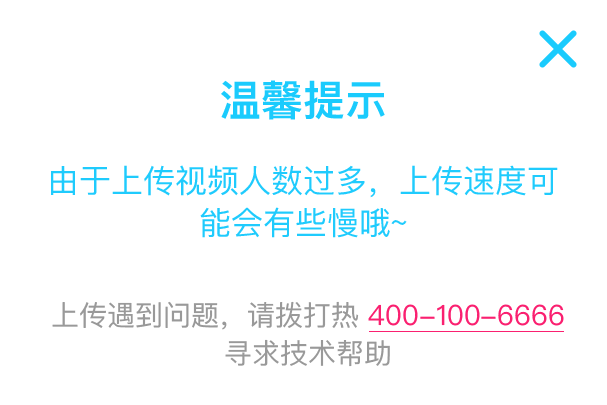 温馨提示
由于上传视频人数过多，上传速度可
能会有些慢哦~
上传遇到问题，请拨打热 400-100-6666
寻求技术帮助